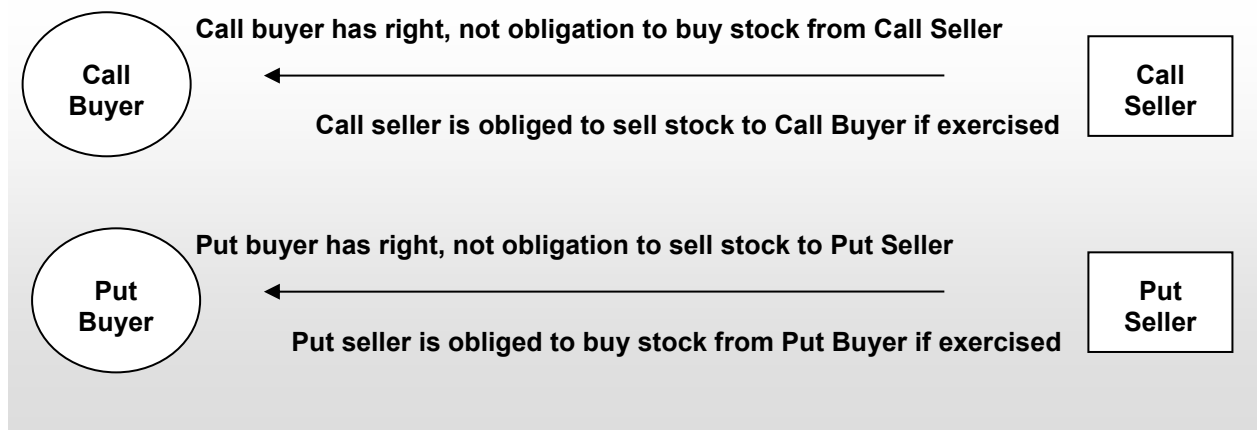 Call buyer has right, not obligation to buy stock from Call Seller
Call
Buyer
Call
Seller
Call seller is obliged to sell stock to Call Buyer if exercised
Put buyer has right, not obligation to sell stock to Put Seller
Put
Buyer
Put
Seller
Put seller is obliged to buy stock from Put Buyer if exercised